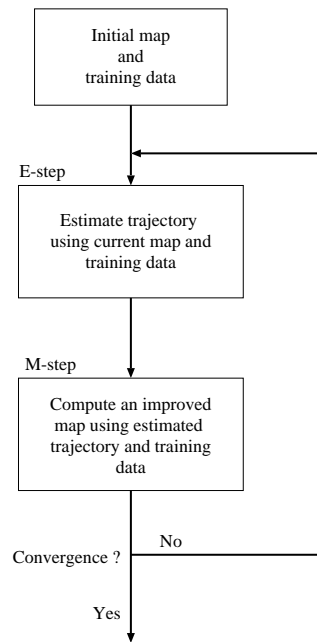 Initial map
and
training data
E-step
Estimate trajectory
using current map and
training data
M-step
Compute an improved
map using estimated
trajectory and training
data
No
Convergence ?
Yes